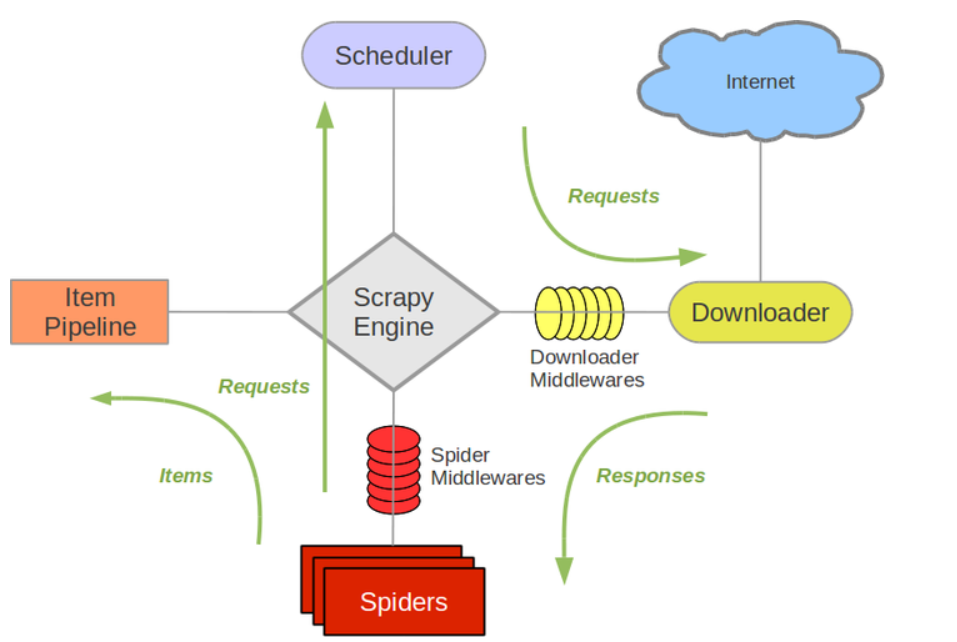 Scheduler
Internet
Requests
Item
Pipeline
Scrapy
Engine
Downloader
Downloader
Middlewares
Requests
Spider
Middlewares
Items
Responses
Spiders